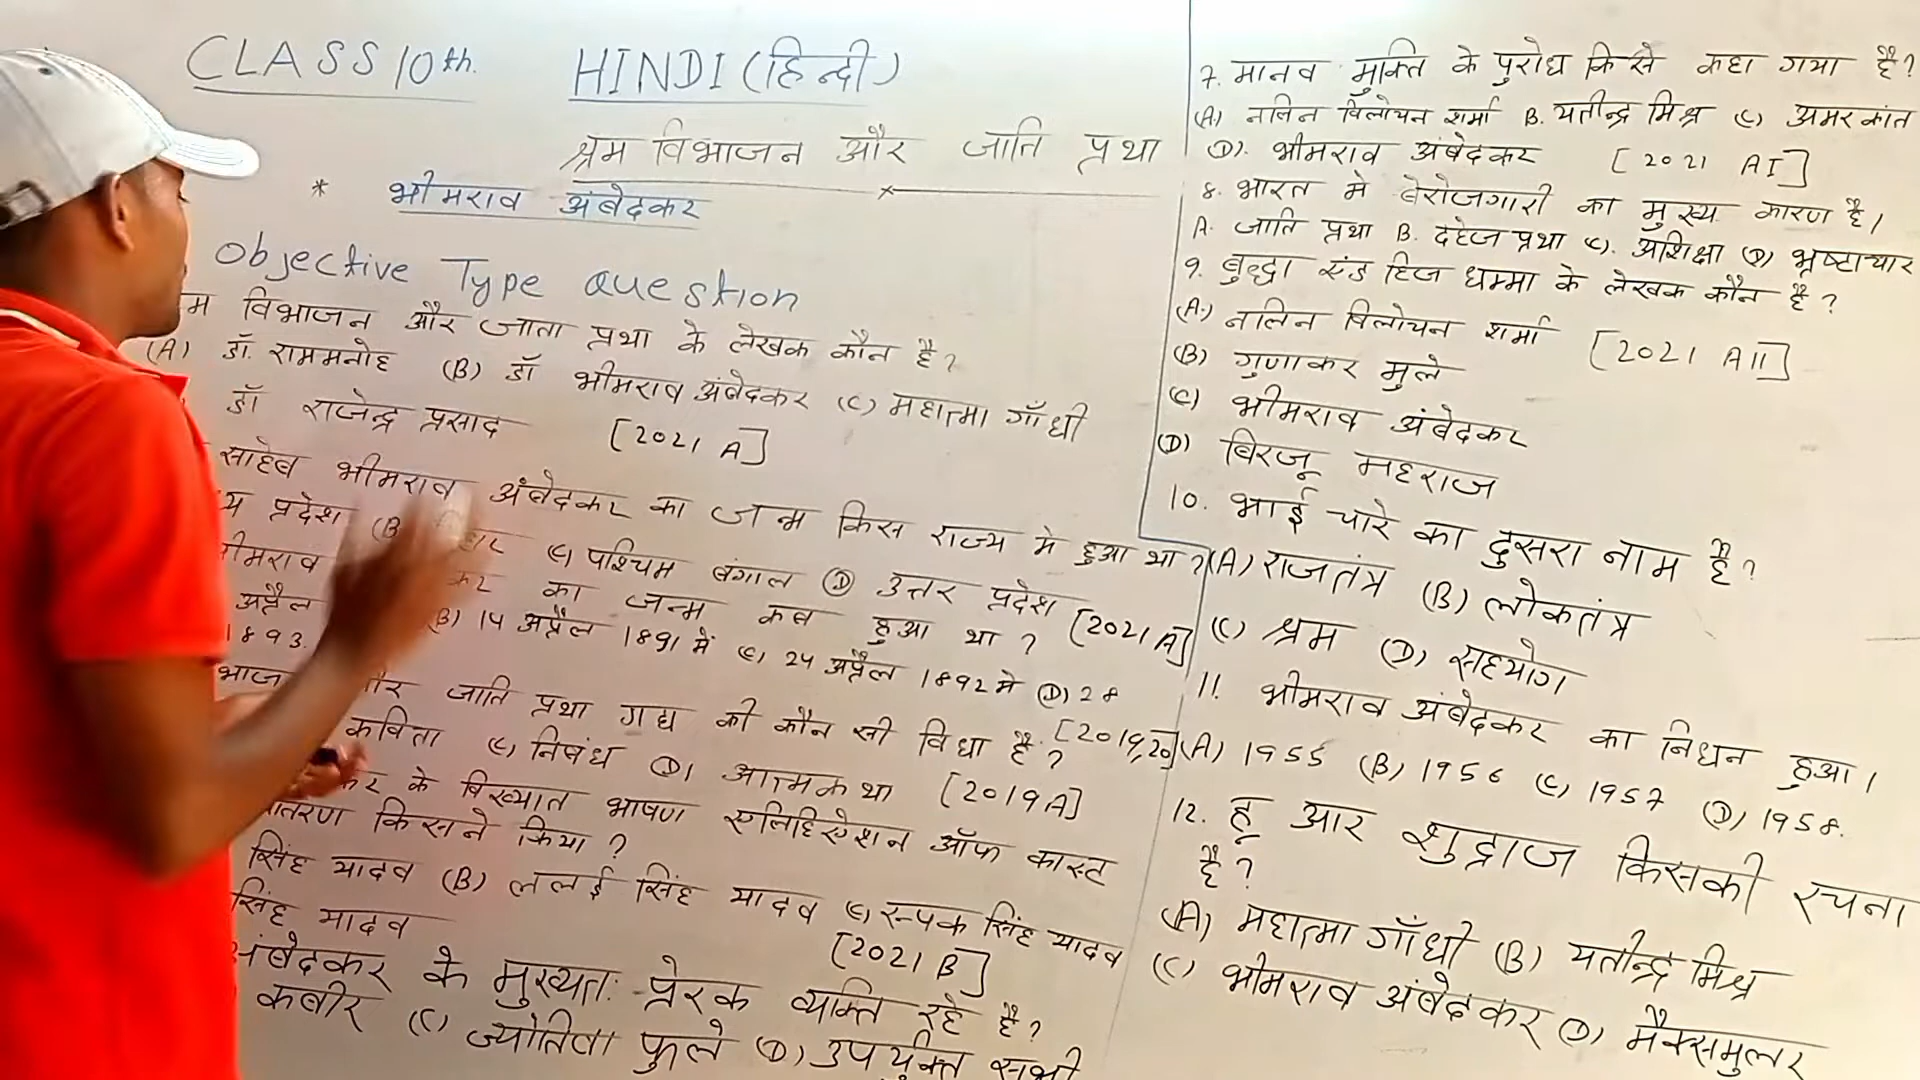 CLASS 10th. HINDI (हिन्दी)
श्रम विभाजन और जाति प्रथा
* भीमराव अंबेदकर
Objective Type Question
म विभाजन और जाता प्रथा के लेखक कौन है?
(A) डॉ. राममनोह (B) डॉ भीमराव अंबेदकर (C) महात्मा गाँधी
डॉ राजेन्द्र प्रसाद [2021 A]
साहेब भीमराव अंबेदकर का जन्म किस राज्य मे हुआ था?
य प्रदेश (B) (C) पश्चिम बंगाल (D) उत्तर प्रदेश [2021 A]
भीमराव का जन्म कब हुआ था?
अप्रैल (B) 14 अप्रैल 1891 में (C) 24 अप्रैल 1892 मे (D) 28
1893. [2019,20]
भाज और जाति प्रथा गद्य की कौन सी विधा है?
कविता (C) निबंध (D) आत्मकथा [2019A]
कर के विख्यात भाषण एनिहिलेशन ऑफ कास्ट
किसने किया?
सिंह यादव (B) ललई सिंह यादव (C) रूपक सिंह यादव
सिंह यादव [2021 B]
अंबेदकर के मुख्यतः प्रेरक व्यक्ति रहे है?
कबीर (C) ज्योतिबा फुले (D) उपर्युक्त सभी
7. मानव मुक्ति के पुरोध किसे कहा गया है?
(A) नलिन विलोचन शर्मा B. यतीन्द्र मिश्र (C) अमरकांत
(D). भीमराव अंबेदकर [2021 AI]
8. भारत मे बेरोजगारी का मुख्य कारण है।
A. जाति प्रथा B. दहेज प्रथा (C). अशिक्षा (D) भ्रष्टाचार
9. बुद्धा एंड हिज धम्मा के लेखक कौन है?
(A) नलिन विलोचन शर्मा [2021 AII]
(B) गुणाकर मुले
(C) भीमराव अंबेदकर
(D) बिरजू महराज
10. भाई चारे का दुसरा नाम है?
(A) राजतंत्र (B) लोकतंत्र
(C) श्रम (D) सहयोग
11. भीमराव अंबेदकर का निधन हुआ।
(A) 1955 (B) 1956 (C) 1957 (D) 1958.
12. हू आर शुद्राज किसकी रचना
है?
(A) महात्मा गाँधी (B) यतीन्द्र मिश्र
(C) भीमराव अंबेदकर (D) मैक्समुलर